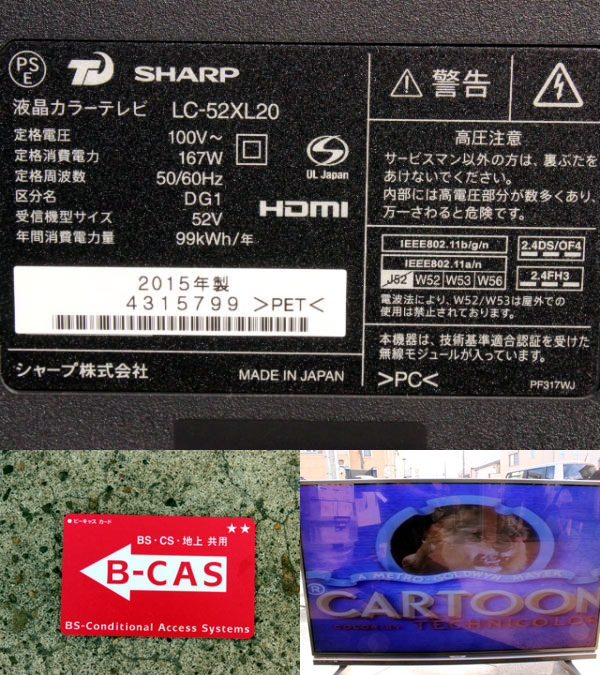 PS
E
SHARP
液晶カラーテレビ LC-52XL20
定格電圧 100V~
定格消費電力 167W
定格周波数 50/60Hz
区分名 DG1
受信機型サイズ 52V
年間消費電力量 99kWh/年
UL Japan
HDMI
2015年製
4315799 >PET<
シャープ株式会社 MADE IN JAPAN
警告
高圧注意
サービスマン以外の方は、裏ぶたを
あけないでください。
内部には高電圧部分が数多くあり、
万一さわると危険です。
IEEE802.11b/g/n 2.4DS/OF4
IEEE802.11a/n
J52 W52 W53 W56 2.4FH3
電波法により、W52/W53は屋外での
使用は禁止されております。
本機器は、技術基準適合認証を受けた
無線モジュールが入っています。
>PC< PF317WJ
ビーキャス カード
BS・CS・地上 共用
B-CAS
BS-Conditional Access Systems
A METRO-GOLDWYN-MAYER
CARTOON
COLOR BY TECHNICOLOR